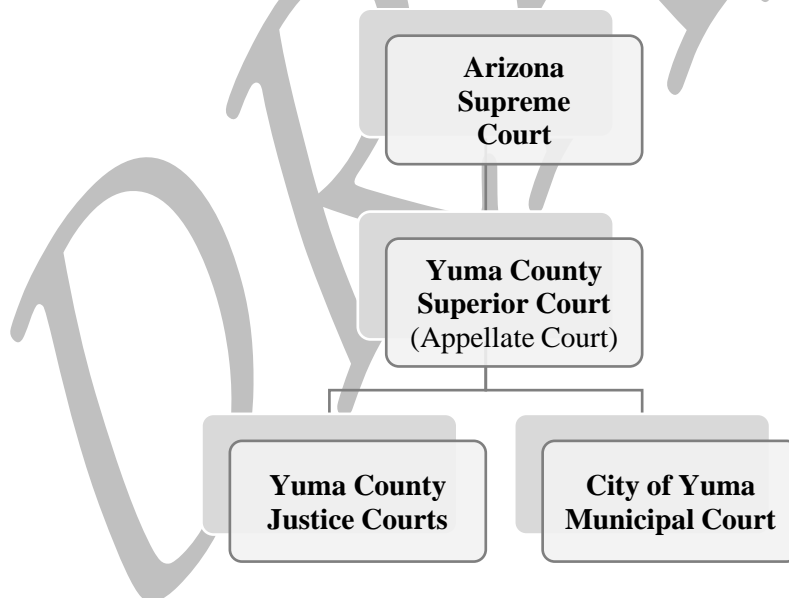 Arizona
Supreme
Court
Yuma County
Superior Court
(Appellate Court)
Yuma County
Justice Courts
City of Yuma
Municipal Court